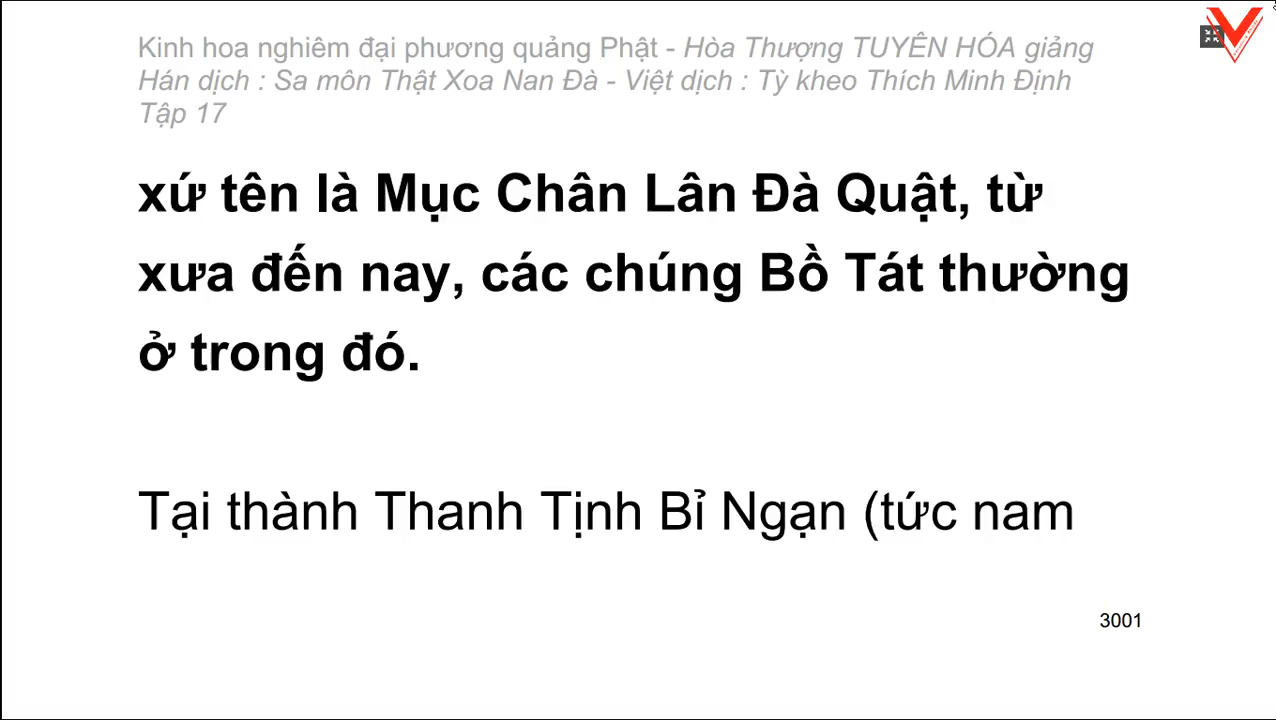 Kinh hoa nghiêm đại phương quảng Phật - Hòa Thượng TUYÊN HÓA giảng
Hán dịch : Sa môn Thật Xoa Nan Đà - Việt dịch : Tỳ kheo Thích Minh Định
Tập 17
xứ tên là Mục Chân Lân Đà Quật, từ
xưa đến nay, các chúng Bồ Tát thường
ở trong đó.
Tại thành Thanh Tịnh Bỉ Ngạn (tức nam
3001